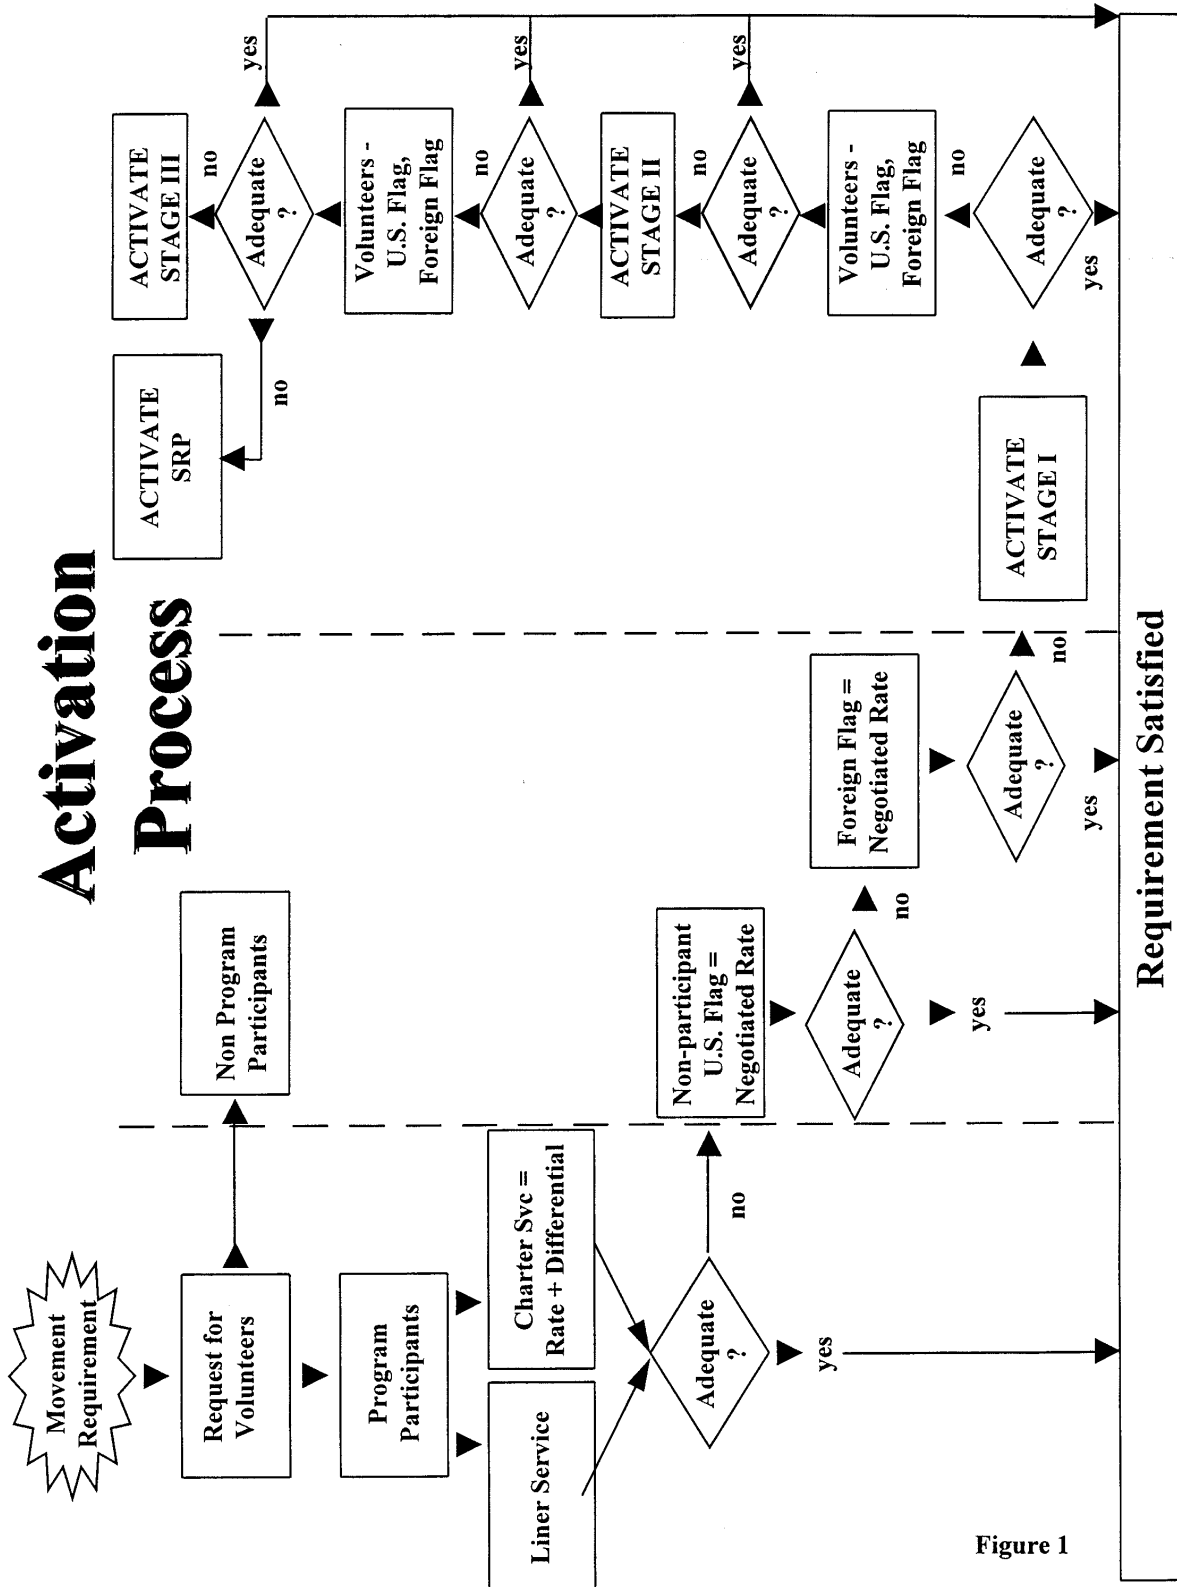 Activation
Process
Movement
Requirement
Request for
Volunteers
Non Program
Participants
Program
Participants
Liner Service
Charter Svc =
Rate + Differential
Adequate
?
no
yes
Non-participant
U.S. Flag =
Negotiated Rate
Adequate
?
no
yes
Foreign Flag =
Negotiated Rate
Adequate
?
no
yes
ACTIVATE
STAGE I
Adequate
?
yes
no
Volunteers -
U.S. Flag,
Foreign Flag
Adequate
?
yes
no
ACTIVATE
STAGE II
Adequate
?
yes
no
Volunteers -
U.S. Flag,
Foreign Flag
Adequate
?
yes
no
no
ACTIVATE
STAGE III
ACTIVATE
SRP
Requirement Satisfied
Figure 1